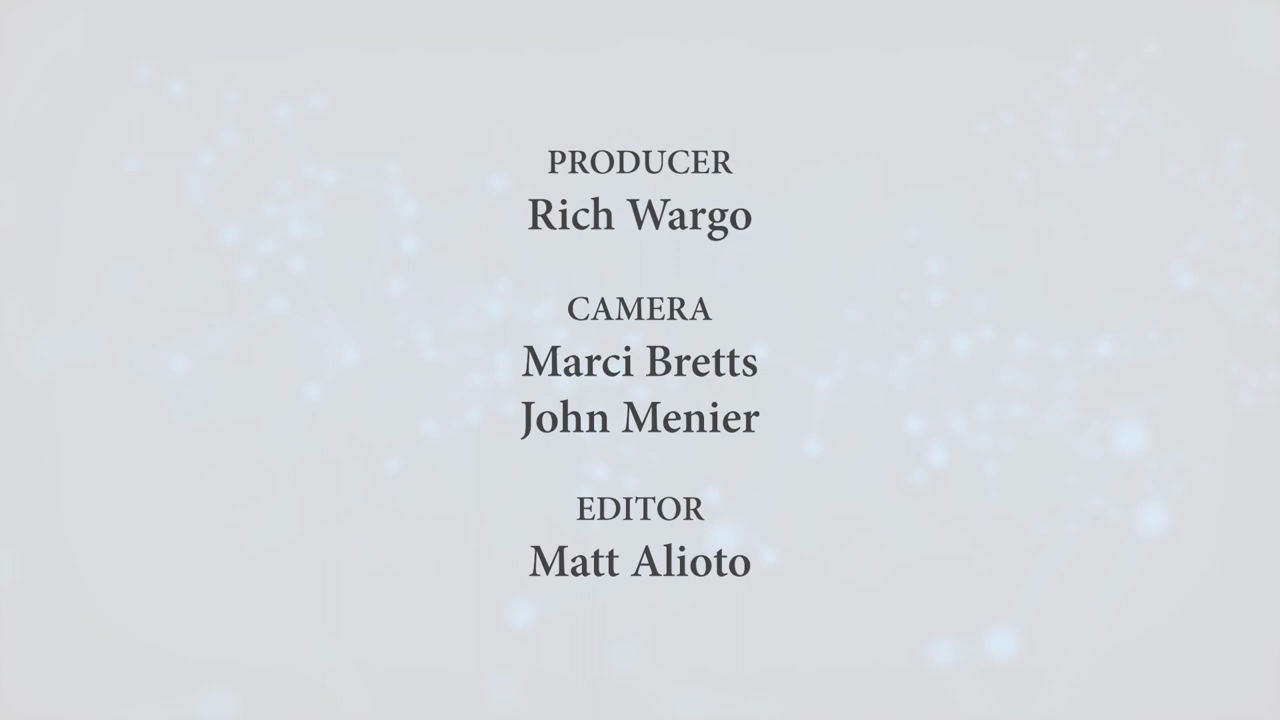 PRODUCER
Rich Wargo
CAMERA
Marci Bretts
John Menier
EDITOR
Matt Alioto